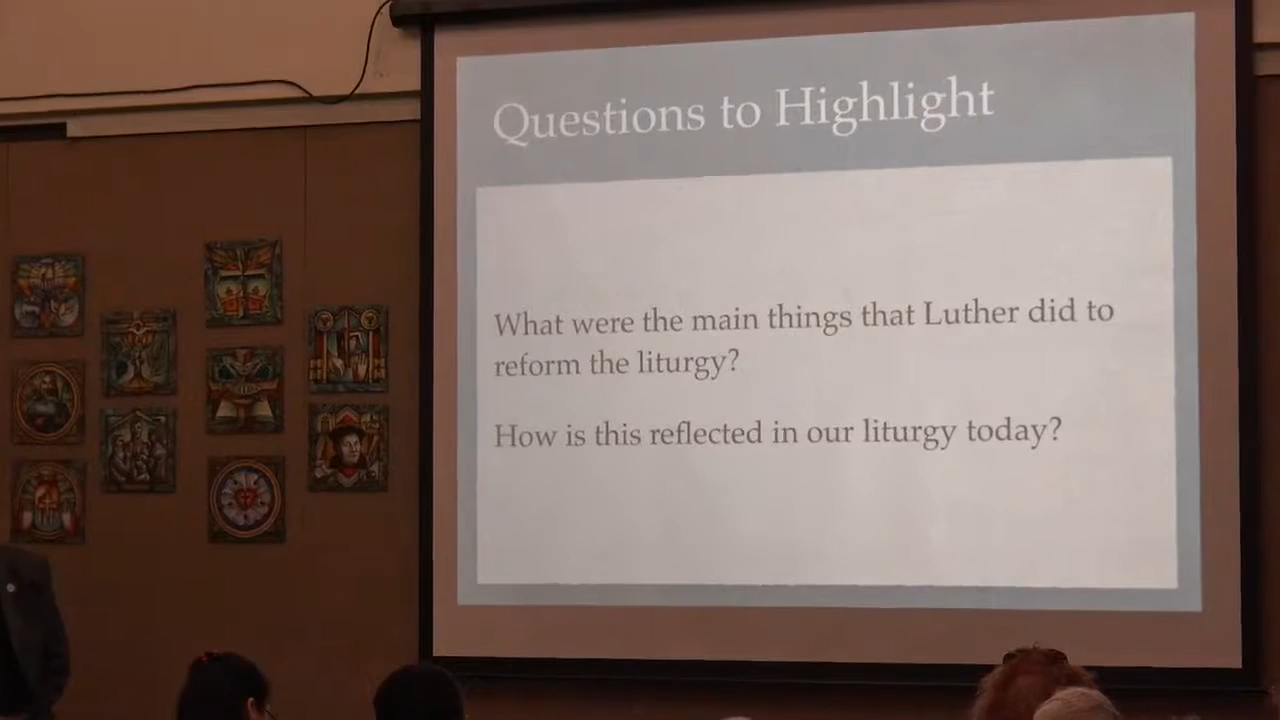 Questions to Highlight
What were the main things that Luther did to
reform the liturgy?
How is this reflected in our liturgy today?